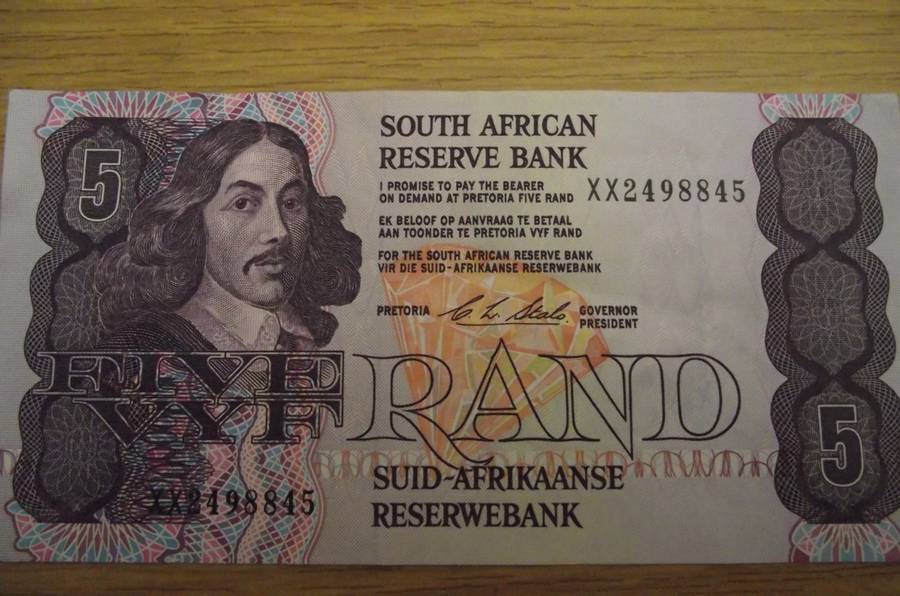 5
SOUTH AFRICAN
RESERVE BANK
I PROMISE TO PAY THE BEARER
ON DEMAND AT PRETORIA FIVE RAND
XX2498845
EK BELOOF OP AANVRAAG TE BETAAL
AAN TOONDER TE PRETORIA VYF RAND
FOR THE SOUTH AFRICAN RESERVE BANK
VIR DIE SUID-AFRIKAANSE RESERWEBANK
PRETORIA C. L. Stals. GOVERNOR
PRESIDENT
FIVE
VYF
RAND
5
SUID-AFRIKAANSE
RESERWEBANK
XX2498845